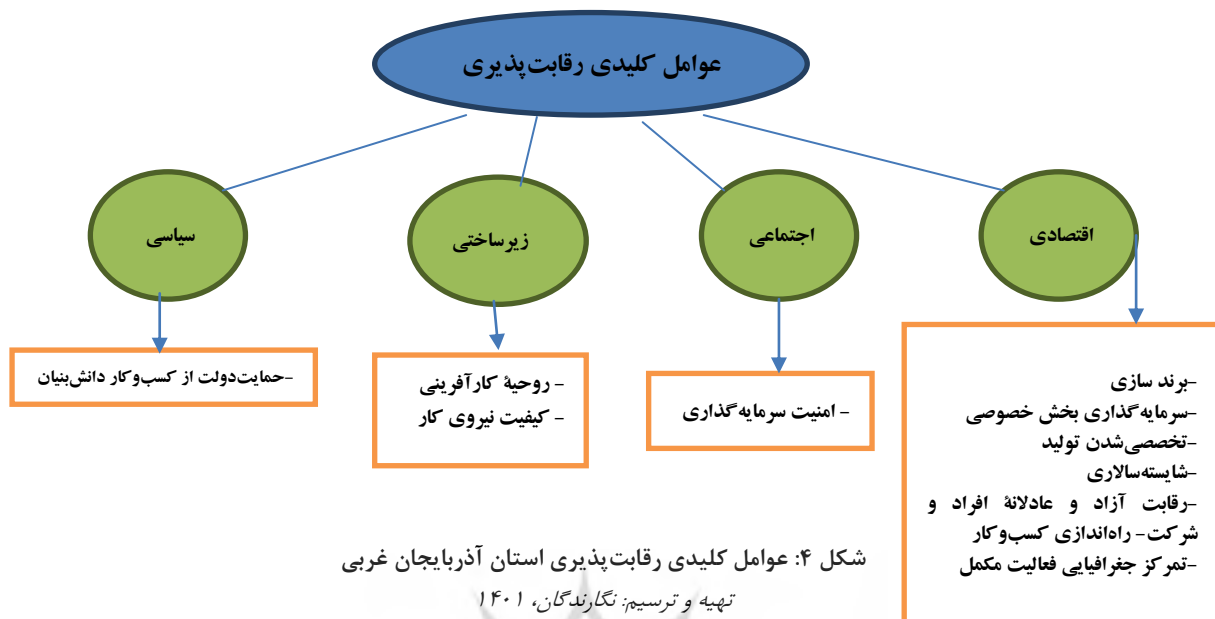 عوامل کلیدی رقابت‌پذیری
اقتصادی
اجتماعی
زیرساختی
سیاسی
-برند سازی
-سرمایه‌گذاری بخش خصوصی
-تخصصی‌شدن تولید
-شایسته‌سالاری
-رقابت آزاد و عادلانهٔ افراد و
شرکت- راه‌اندازی کسب‌وکار
-تمرکز جغرافیایی فعالیت مکمل
- امنیت سرمایه‌گذاری
- روحیهٔ کارآفرینی
- کیفیت نیروی کار
-حمایت‌دولت از کسب‌وکار دانش‌بنیان
شکل ۴: عوامل کلیدی رقابت‌پذیری استان آذربایجان غربی
تهیه و ترسیم: نگارندگان، ۱۴۰۱